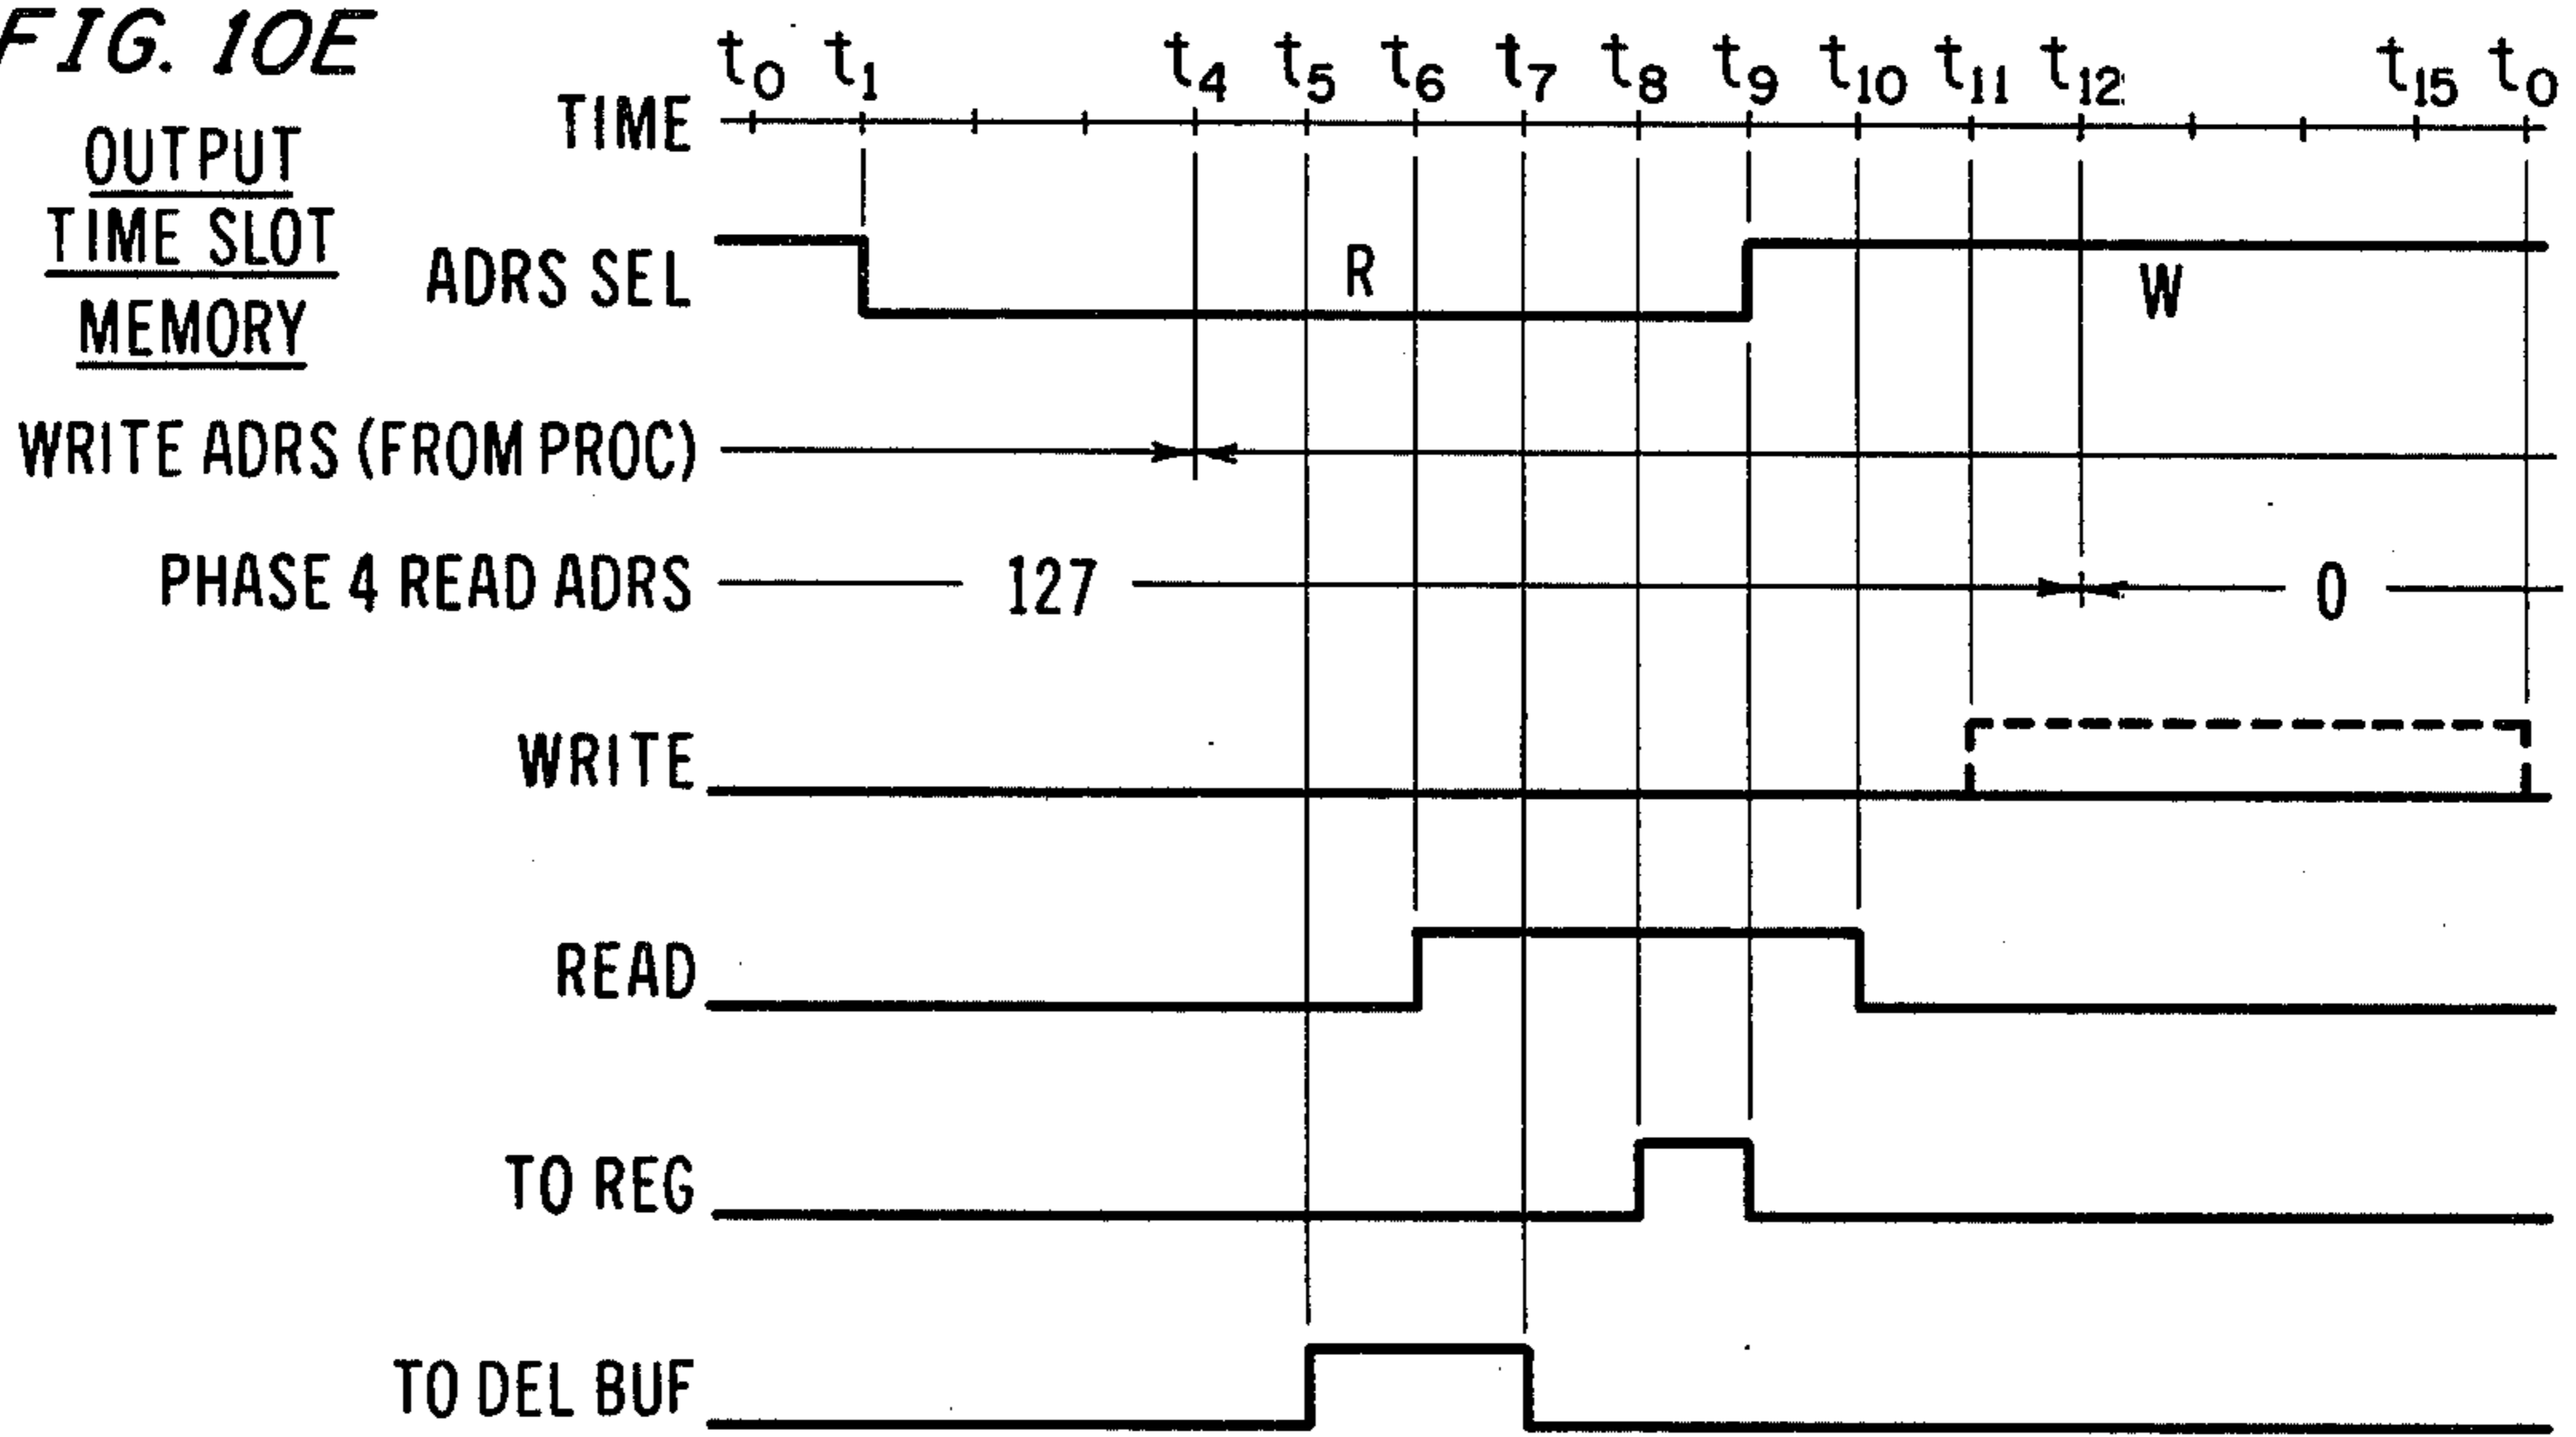 FIG. 10E
t0 t1 t4 t5 t6 t7 t8 t9 t10 t11 t12 t15 t0
TIME
OUTPUT
TIME SLOT
MEMORY
ADRS SEL R W
WRITE ADRS (FROM PROC)
PHASE 4 READ ADRS 127 0
WRITE
READ
TO REG
TO DEL BUF